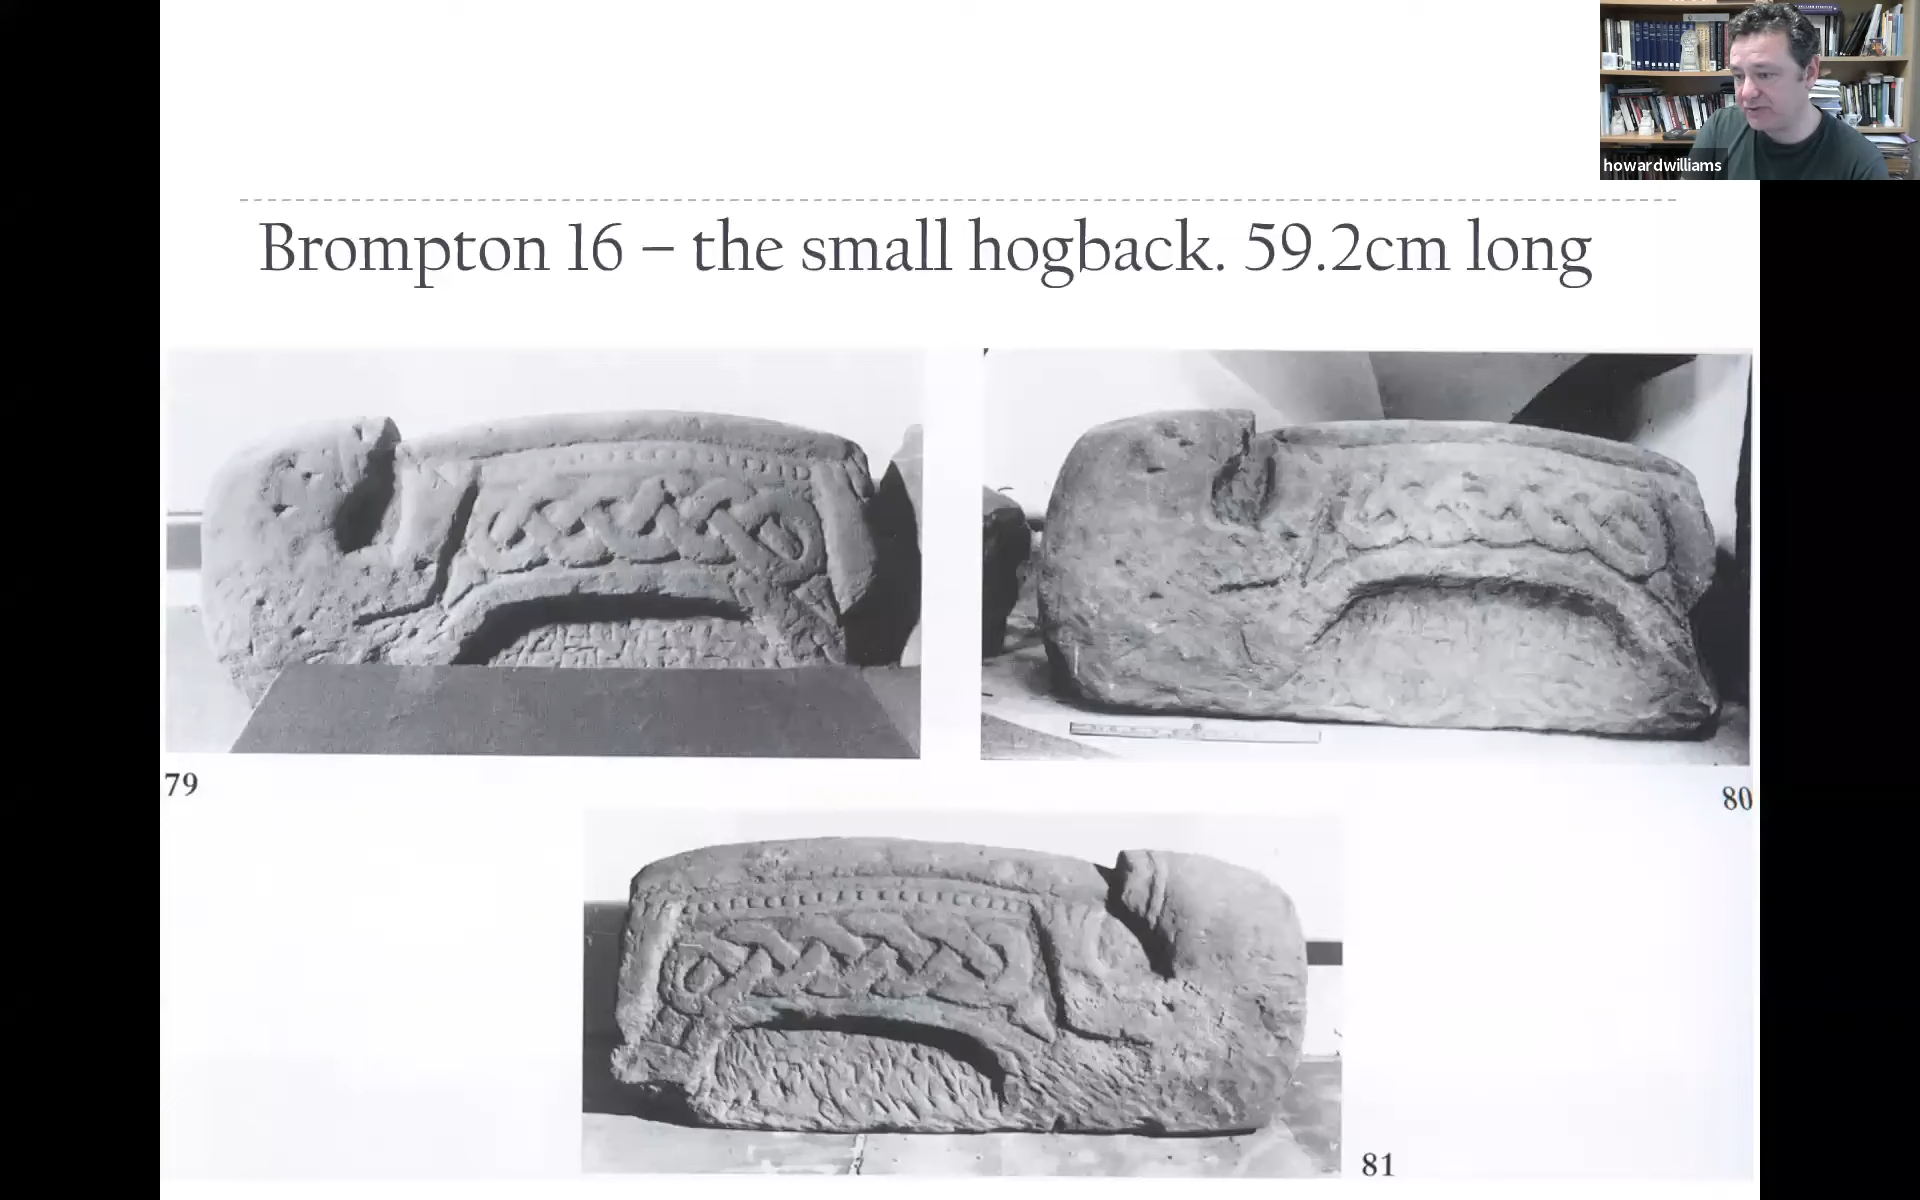 howardwilliams
Brompton 16 – the small hogback. 59.2cm long
79
80
81